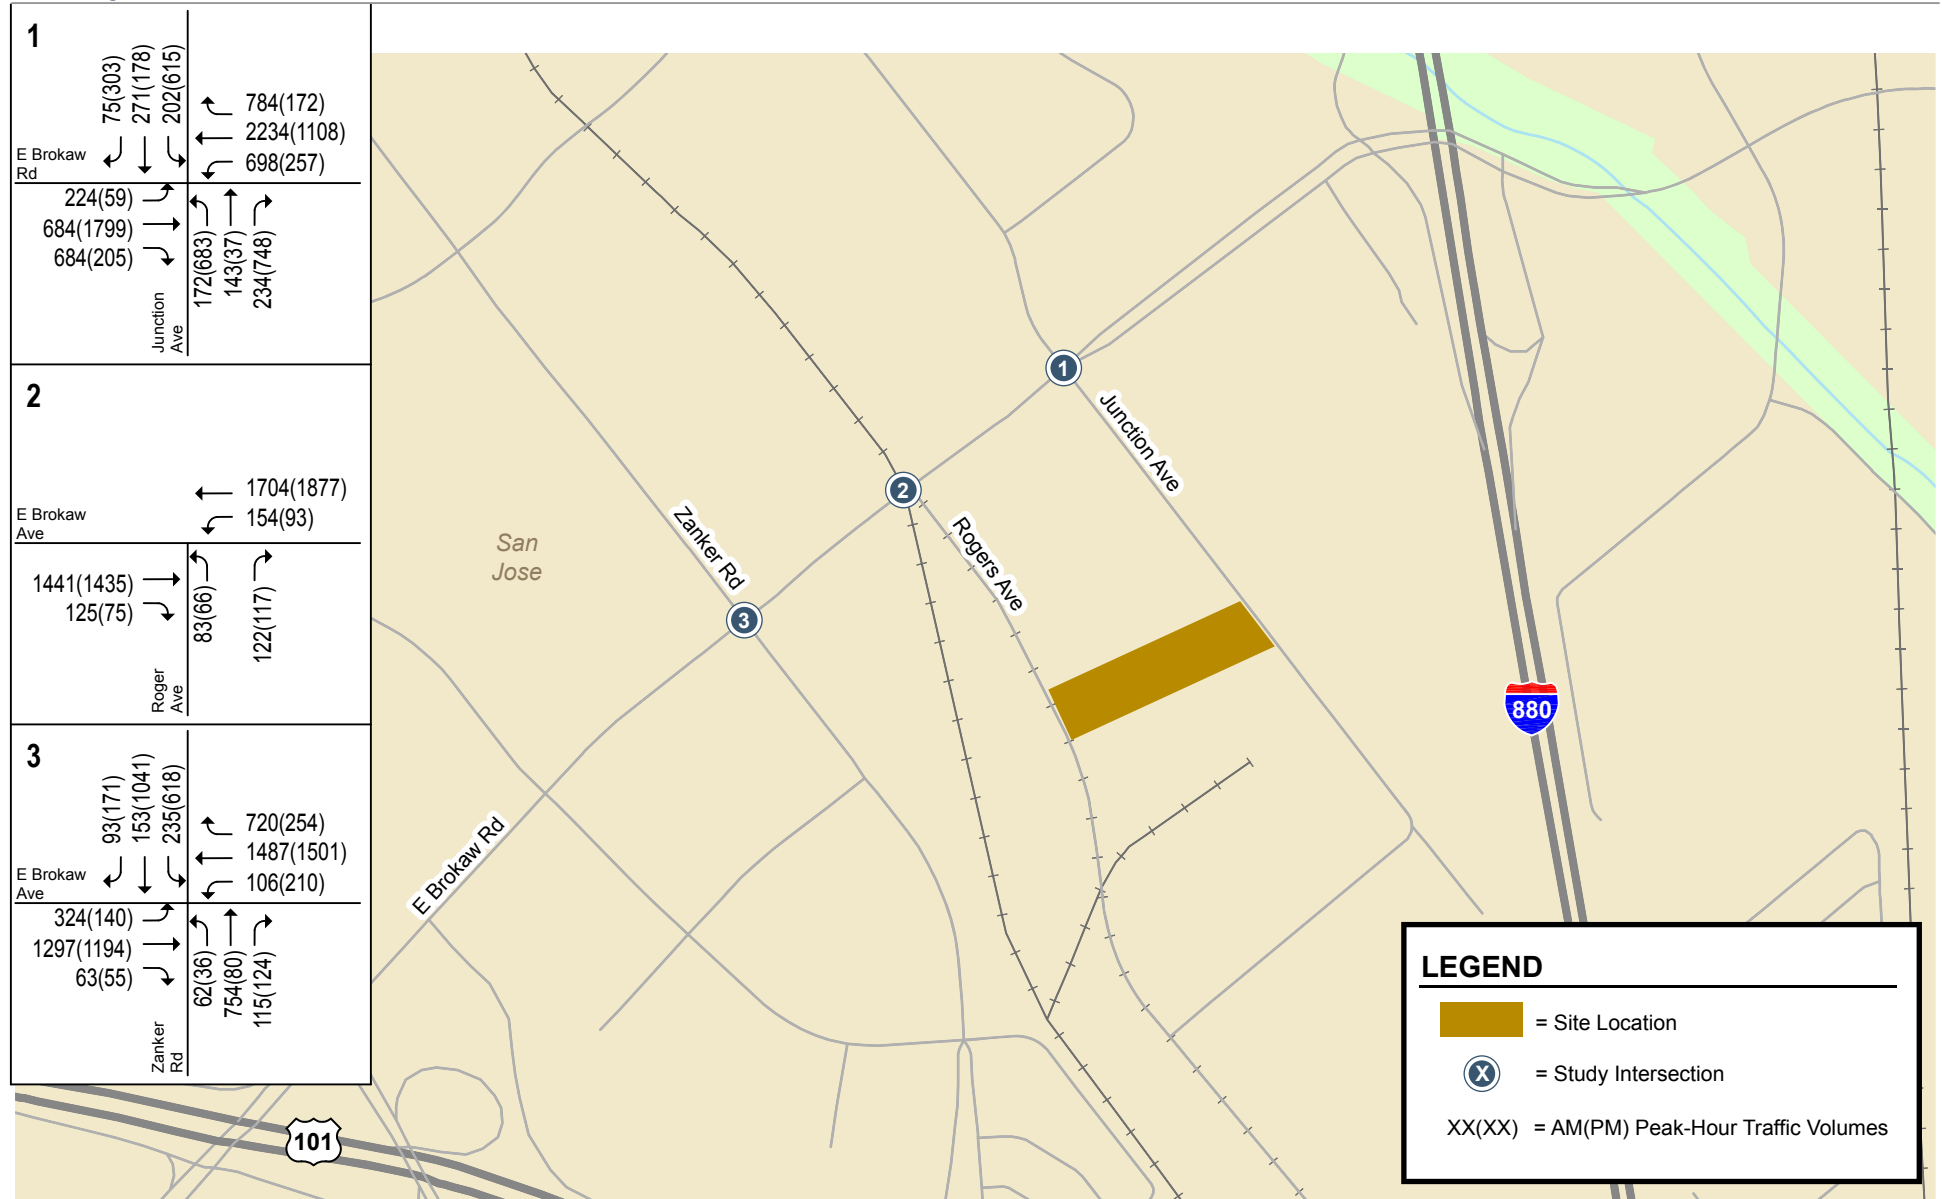 1
75(303)
271(178)
202(615)
784(172)
2234(1108)
698(257)
E Brokaw
Rd
224(59)
684(1799)
684(205)
172(683)
143(37)
234(748)
Junction
Ave
2
1704(1877)
154(93)
E Brokaw
Ave
1441(1435)
125(75)
83(66)
122(117)
Roger
Ave
3
93(171)
153(1041)
235(618)
720(254)
1487(1501)
106(210)
E Brokaw
Ave
324(140)
1297(1194)
63(55)
62(36)
754(80)
115(124)
Zanker
Rd
1
Junction Ave
2
Rogers Ave
Zanker Rd
3
San
Jose
E Brokaw Rd
880
101
LEGEND
= Site Location
X = Study Intersection
XX(XX) = AM(PM) Peak-Hour Traffic Volumes